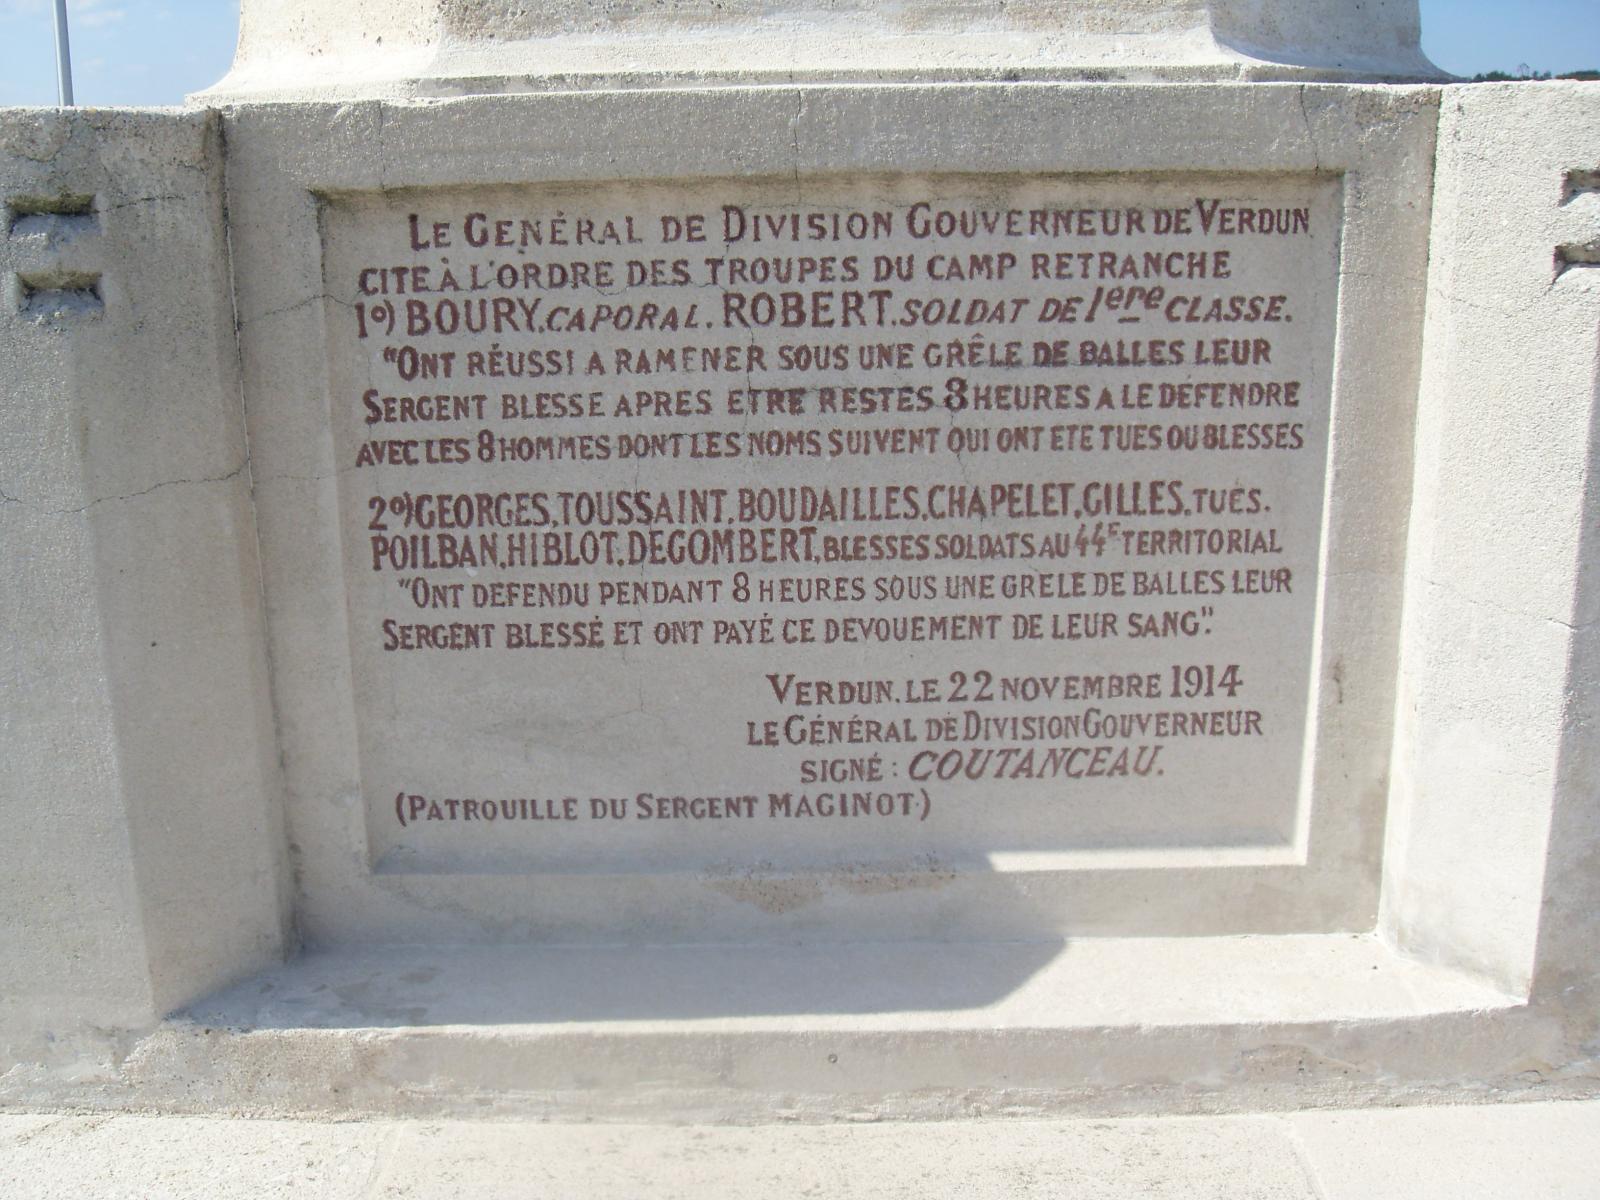 LE GENÉRAL DE DIVISION GOUVERNEUR DE VERDUN
CITE À L'ORDRE DES TROUPES DU CAMP RETRANCHE
1º) BOURY. CAPORAL. ROBERT. SOLDAT DE 1ere CLASSE.
"ONT RÉUSSI A RAMENER SOUS UNE GRÊLE DE BALLES LEUR
SERGENT BLESSE APRES ETRE RESTES 8 HEURES A LE DÉFENDRE
AVEC LES 8 HOMMES DONT LES NOMS SUIVENT QUI ONT ETE TUES OU BLESSES
2º) GEORGES, TOUSSAINT, BOUDAILLES, CHAPELET, GILLES. TUES.
POILBAN, HIBLOT, DEGOMBERT, BLESSES SOLDATS AU 44E TERRITORIAL
"ONT DEFENDU PENDANT 8 HEURES SOUS UNE GRELE DE BALLES LEUR
SERGENT BLESSÉ ET ONT PAYÉ CE DEVOUEMENT DE LEUR SANG".
VERDUN. LE 22 NOVEMBRE 1914
LE GÉNÉRAL DE DIVISION GOUVERNEUR
SIGNÉ : COUTANCEAU.
(PATROUILLE DU SERGENT MAGINOT.)